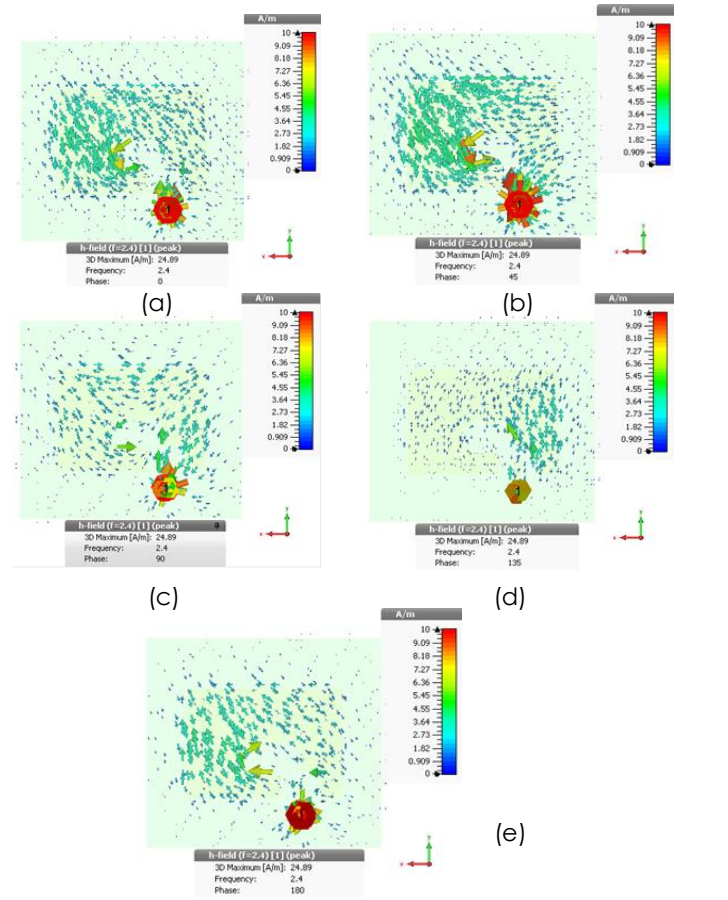 A/m
10
9.09
8.18
7.27
6.36
5.45
4.55
3.64
2.73
1.82
0.909
0
1
y
x
h-field (f=2.4) [1] (peak)
3D Maximum [A/m]: 24.89
Frequency: 2.4
Phase: 0
(a)
A/m
10
9.09
8.18
7.27
6.36
5.45
4.55
3.64
2.73
1.82
0.909
0
1
y
x
h-field (f=2.4) [1] (peak)
3D Maximum [A/m]: 24.89
Frequency: 2.4
Phase: 45
(b)
A/m
10
9.09
8.18
7.27
6.36
5.45
4.55
3.64
2.73
1.82
0.909
0
1
y
x
h-field (f=2.4) [1] (peak)
3D Maximum [A/m]: 24.89
Frequency: 2.4
Phase: 90
(c)
A/m
10
9.09
8.18
7.27
6.36
5.45
4.55
3.64
2.73
1.82
0.909
0
1
y
x
h-field (f=2.4) [1] (peak)
3D Maximum [A/m]: 24.89
Frequency: 2.4
Phase: 135
(d)
A/m
10
9.09
8.18
7.27
6.36
5.45
4.55
3.64
2.73
1.82
0.909
0
1
y
x
h-field (f=2.4) [1] (peak)
3D Maximum [A/m]: 24.89
Frequency: 2.4
Phase: 180
(e)